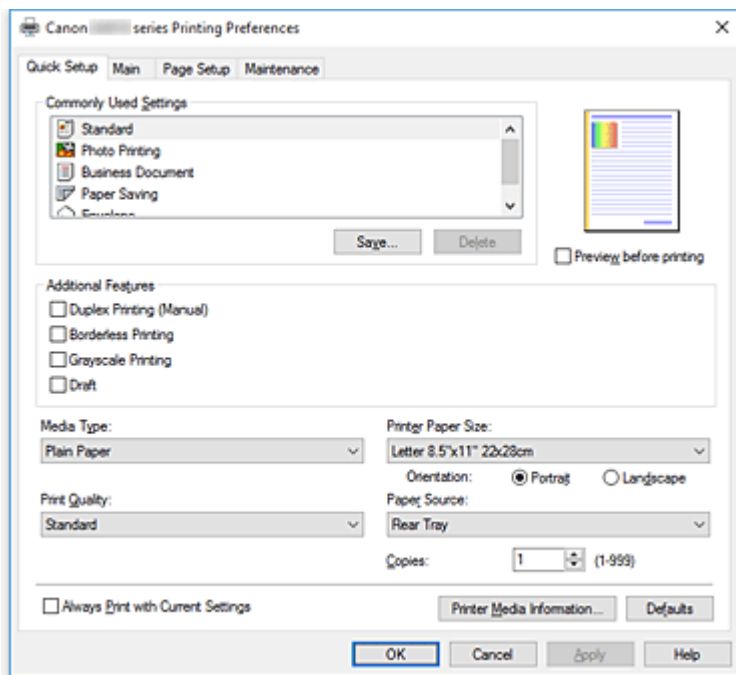 Canon series Printing Preferences
Quick Setup Main Page Setup Maintenance
Commonly Used Settings
Standard
Photo Printing
Business Document
Paper Saving
Envelope
Save... Delete
Preview before printing
Additional Features
Duplex Printing (Manual)
Borderless Printing
Grayscale Printing
Draft
Media Type: Printer Paper Size:
Plain Paper Letter 8.5"x11" 22x28cm
Orientation: Portrait Landscape
Print Quality: Paper Source:
Standard Rear Tray
Copies: 1 (1-999)
Always Print with Current Settings Printer Media Information... Defaults
OK Cancel Apply Help